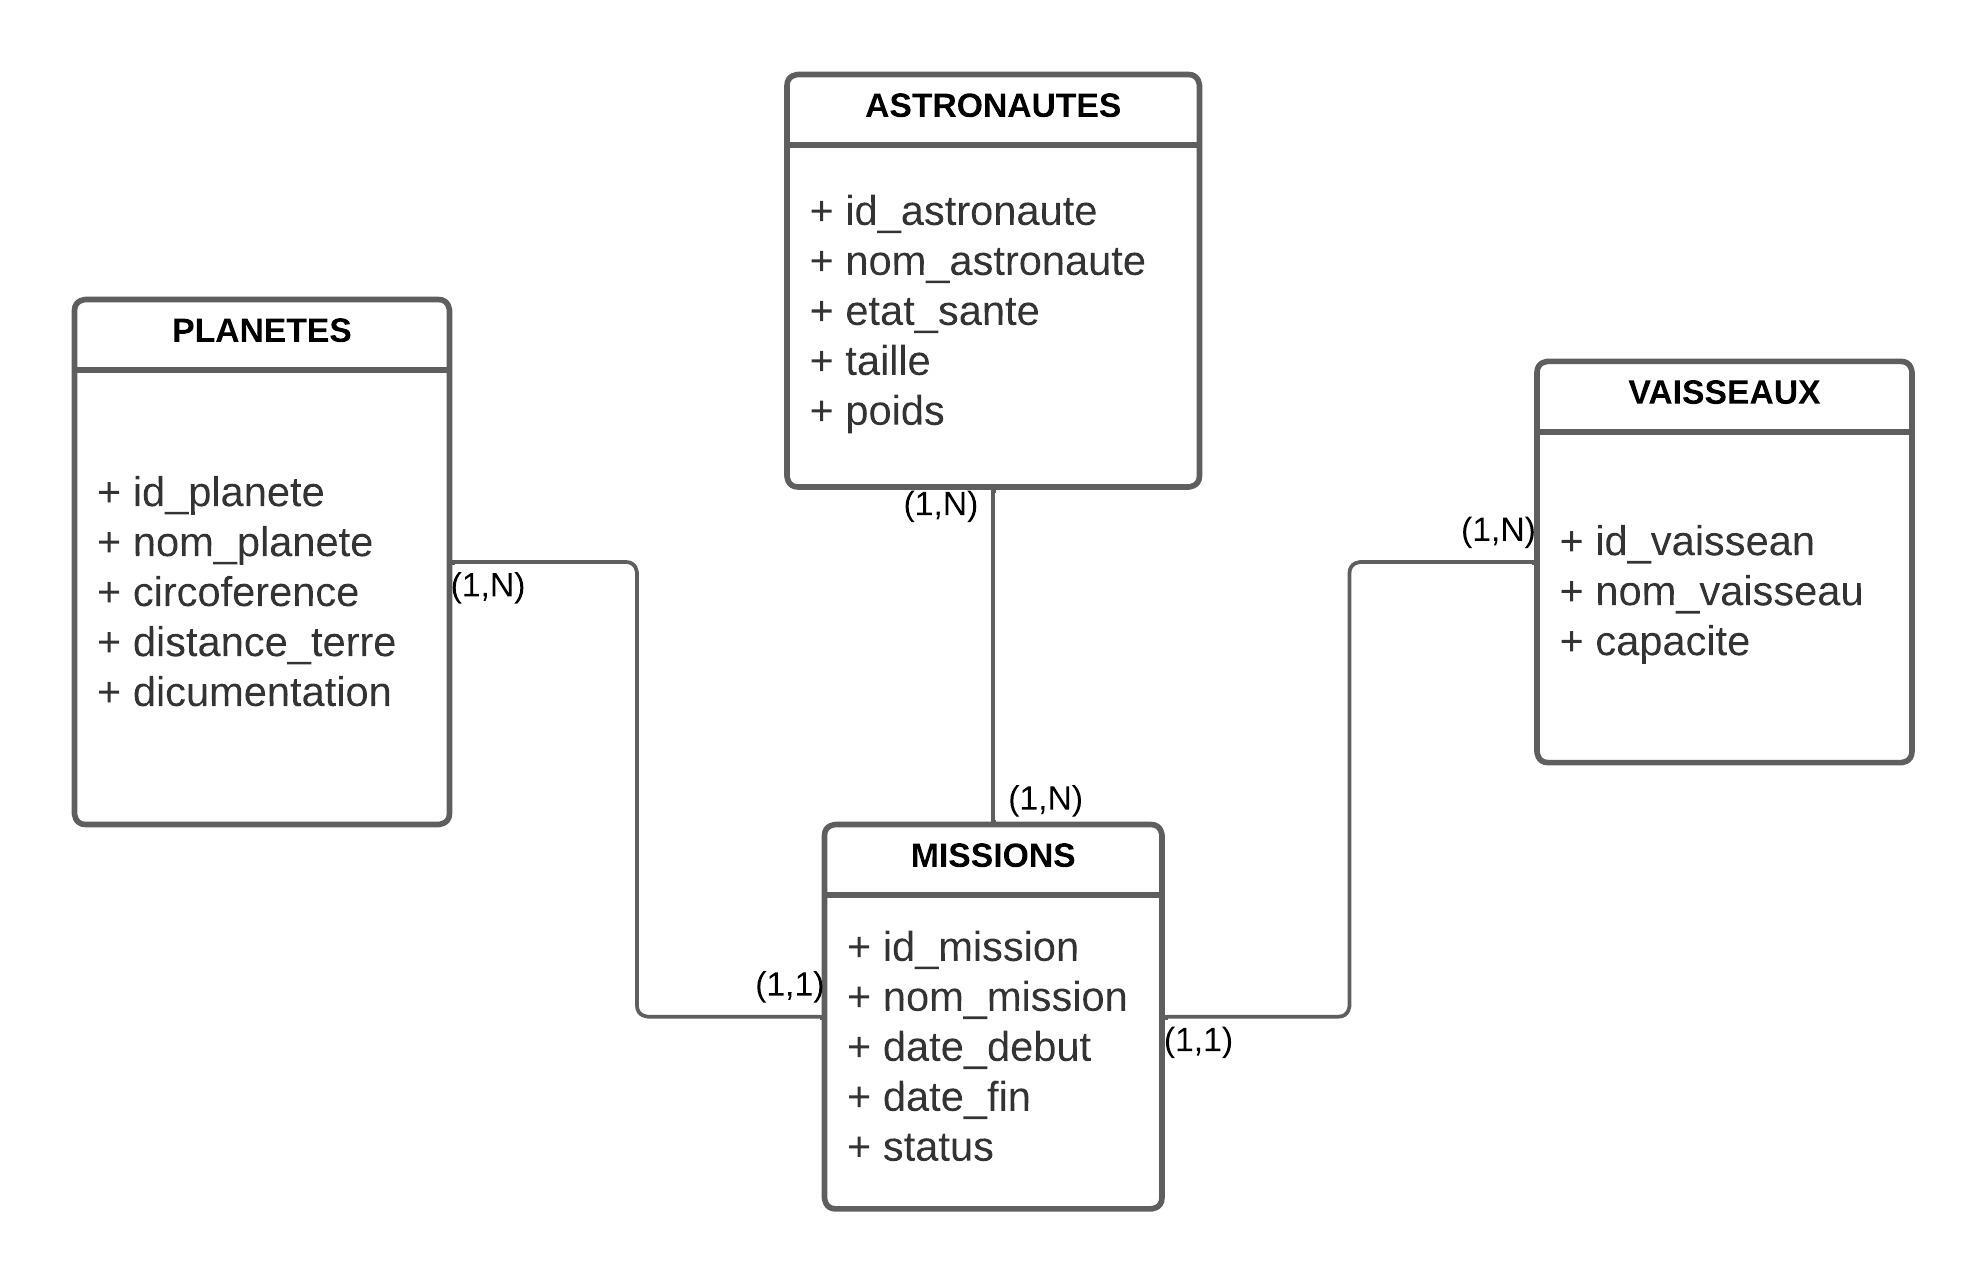 ASTRONAUTES
+ id_astronaute
+ nom_astronaute
+ etat_sante
+ taille
+ poids
(1,N)
PLANETES
+ id_planete
+ nom_planete
+ circoference
+ distance_terre
+ dicumentation
(1,N)
VAISSEAUX
+ id_vaissean
+ nom_vaisseau
+ capacite
(1,N)
(1,N)
MISSIONS
+ id_mission
+ nom_mission
+ date_debut
+ date_fin
+ status
(1,1)
(1,1)